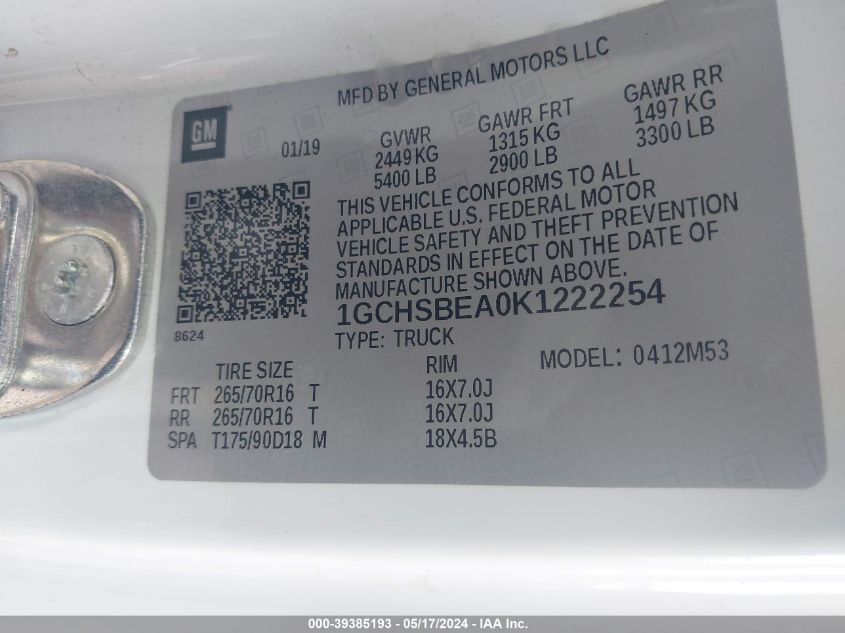 MFD BY GENERAL MOTORS LLC
GM
01/19
GVWR GAWR FRT GAWR RR
2449 KG 1315 KG 1497 KG
5400 LB 2900 LB 3300 LB
THIS VEHICLE CONFORMS TO ALL
APPLICABLE U.S. FEDERAL MOTOR
VEHICLE SAFETY AND THEFT PREVENTION
STANDARDS IN EFFECT ON THE DATE OF
MANUFACTURE SHOWN ABOVE.
1GCHSBEA0K1222254
8624
TYPE: TRUCK MODEL: 0412M53
TIRE SIZE RIM
FRT 265/70R16 T 16X7.0J
RR 265/70R16 T 16X7.0J
SPA T175/90D18 M 18X4.5B
000-39385193 - 05/17/2024 - IAA Inc.